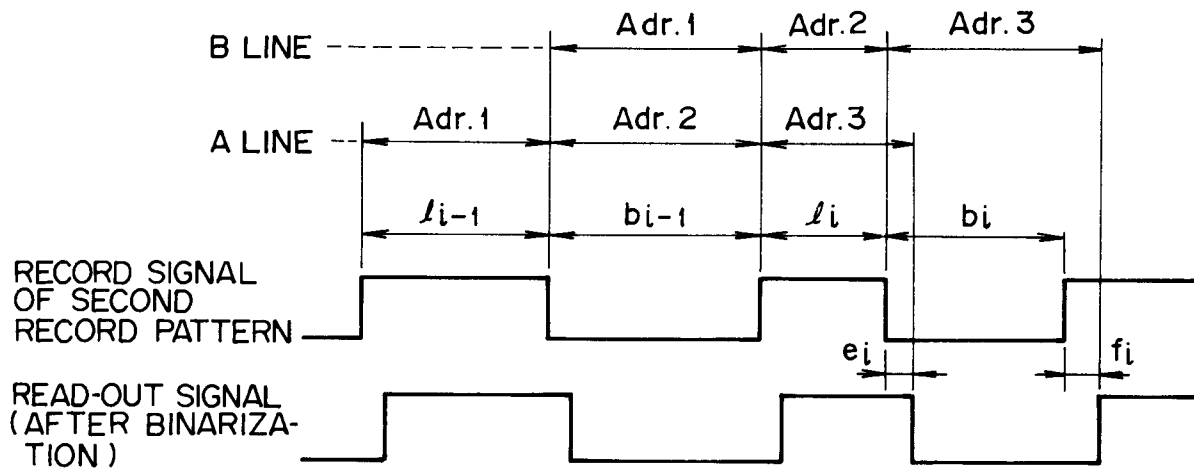 Adr.1 Adr.2 Adr.3
B LINE
Adr.1 Adr.2 Adr.3
A LINE
ℓi-1 bi-1 ℓi bi
RECORD SIGNAL
OF SECOND
RECORD PATTERN
ei fi
READ-OUT SIGNAL
(AFTER BINARIZA-
TION)